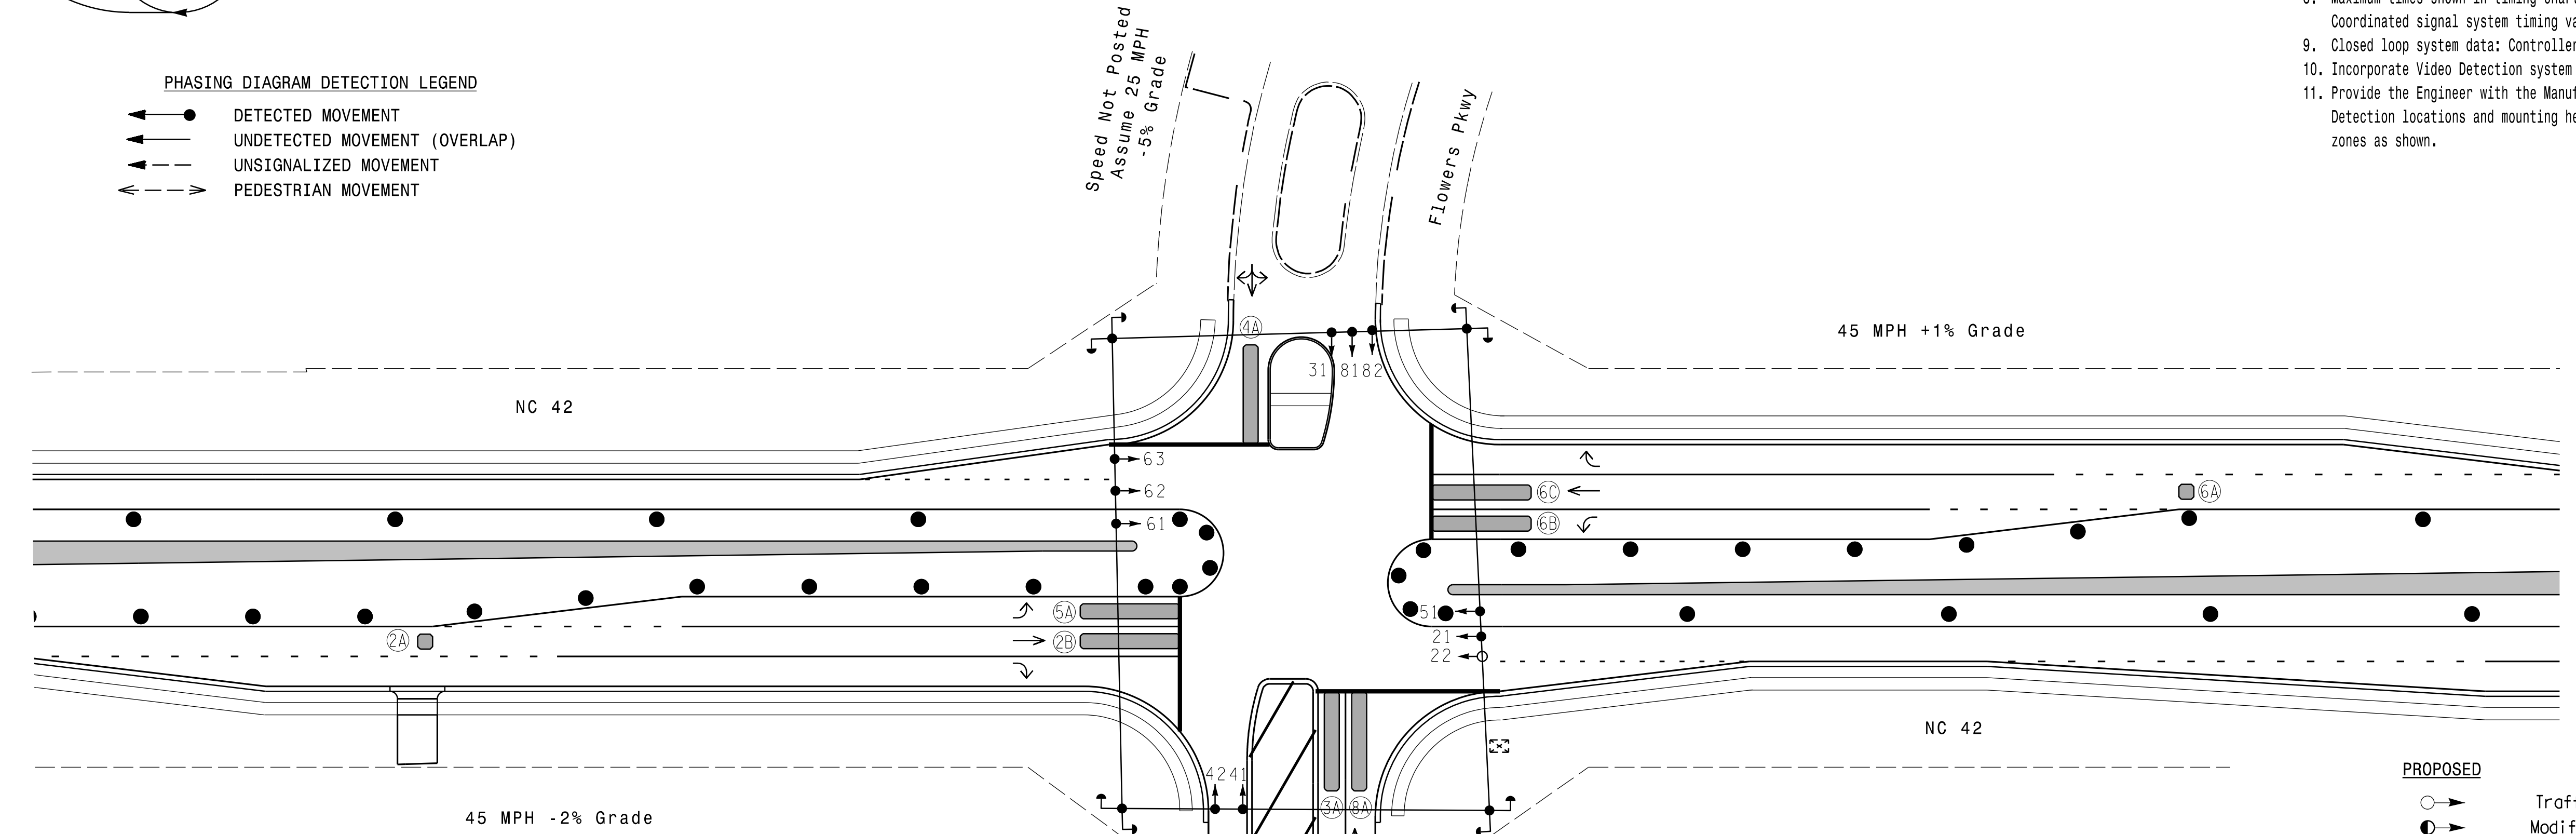 PHASING DIAGRAM DETECTION LEGEND
DETECTED MOVEMENT
UNDETECTED MOVEMENT (OVERLAP)
UNSIGNALIZED MOVEMENT
PEDESTRIAN MOVEMENT
Speed Not Posted
Assume 25 MPH
-5% Grade
Flowers Pkwy
Coordinated signal system timing va
9. Closed loop system data: Controller
10. Incorporate Video Detection system
11. Provide the Engineer with the Manuf
Detection locations and mounting he
zones as shown.
45 MPH +1% Grade
4A
31 81 82
NC 42
63
62
61
6C
6B
6A
5A
2B
2A
51
21
22
NC 42
42 41
3A 8A
45 MPH -2% Grade
PROPOSED
Traf
Modif